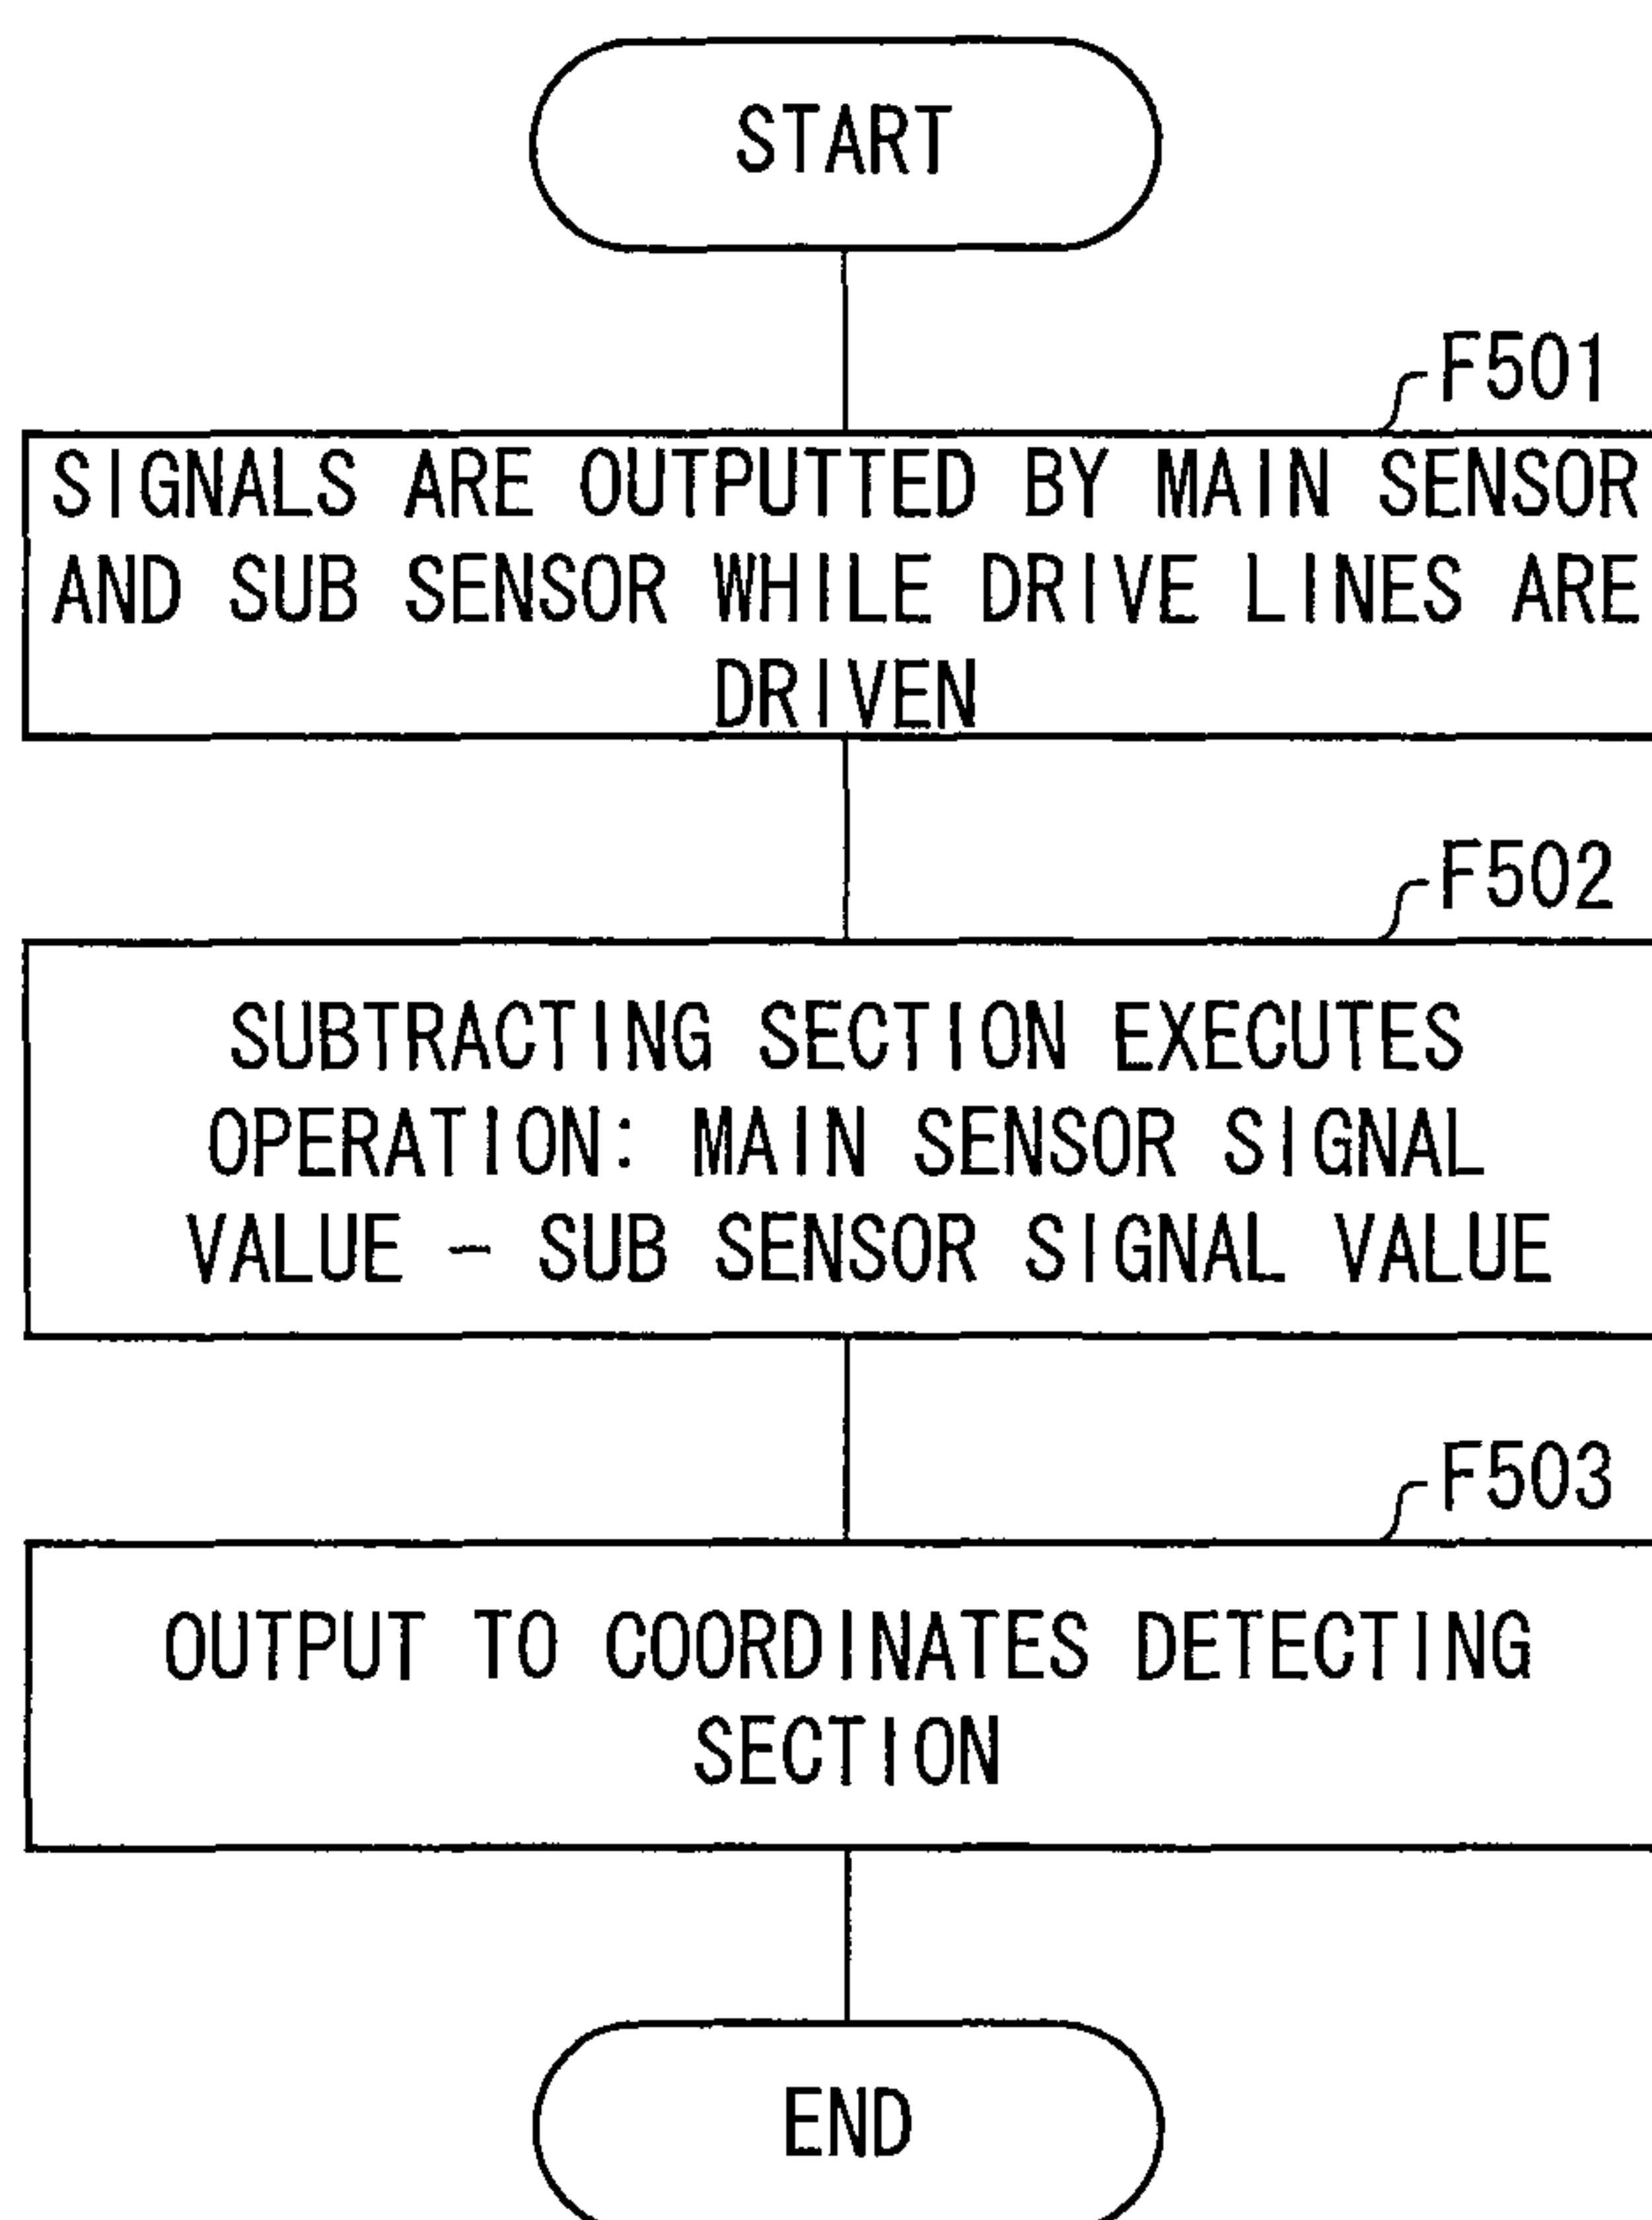 START
F501
SIGNALS ARE OUTPUTTED BY MAIN SENSOR
AND SUB SENSOR WHILE DRIVE LINES ARE
DRIVEN
F502
SUBTRACTING SECTION EXECUTES
OPERATION: MAIN SENSOR SIGNAL
VALUE - SUB SENSOR SIGNAL VALUE
F503
OUTPUT TO COORDINATES DETECTING
SECTION
END